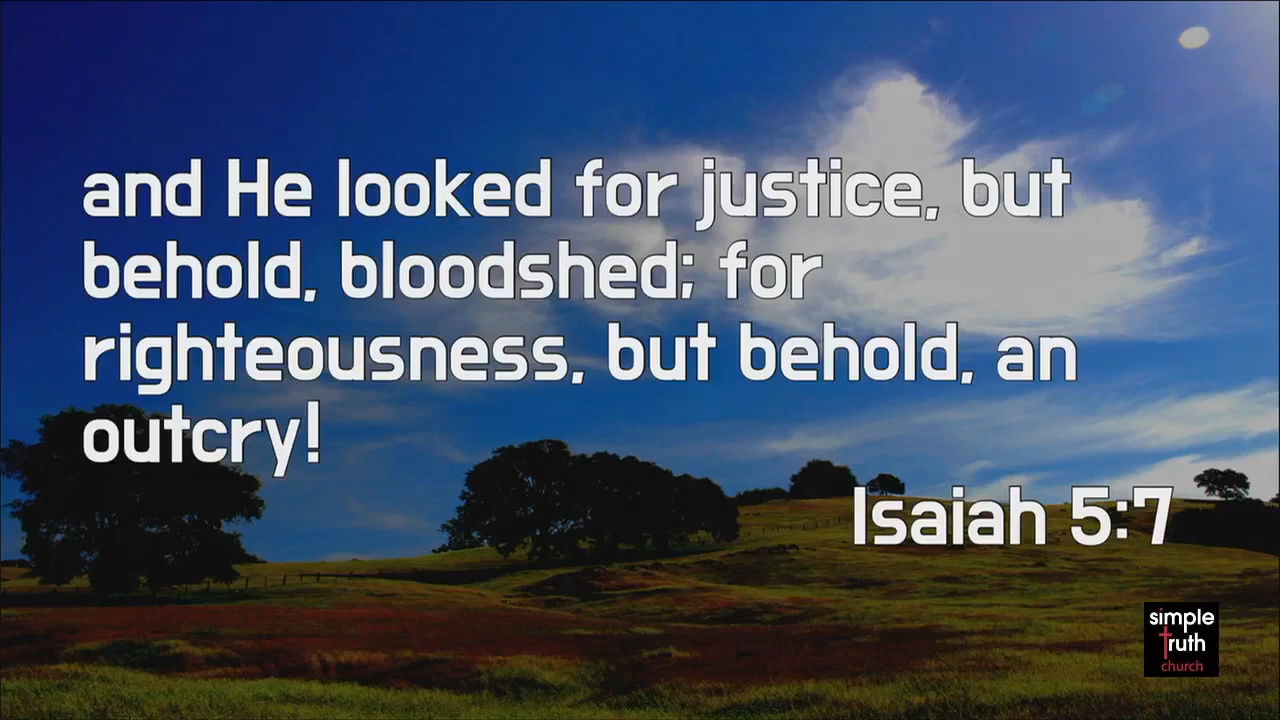 and He looked for justice, but
behold, bloodshed; for
righteousness, but behold, an
outcry!
Isaiah 5:7
simple
truth
church